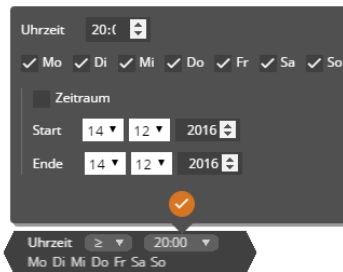 Uhrzeit 20:(
Mo Di Mi Do Fr Sa So
Zeitraum
Start 14 12 2016
Ende 14 12 2016
Uhrzeit ≥ 20:00
Mo Di Mi Do Fr Sa So